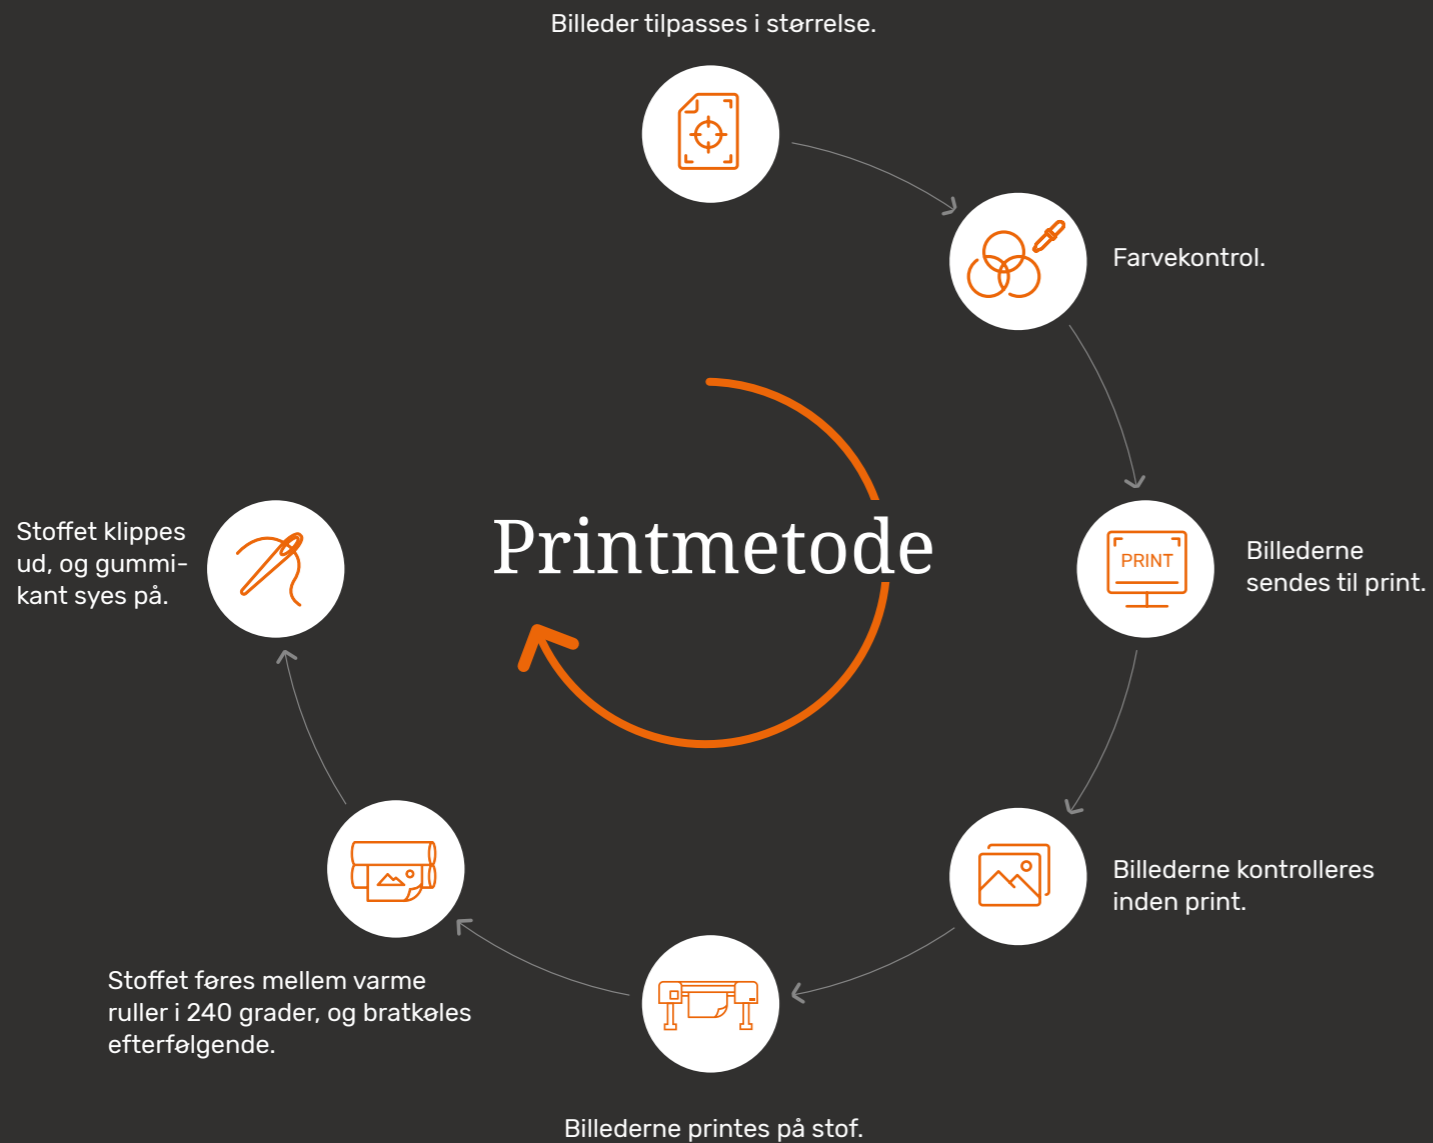 Billeder tilpasses i størrelse.
Farvekontrol.
PRINT
Billederne
sendes til print.
Billederne kontrolleres
inden print.
Billederne printes på stof.
Stoffet føres mellem varme
ruller i 240 grader, og bratkøles
efterfølgende.
Stoffet klippes
ud, og gummi-
kant syes på.
Printmetode